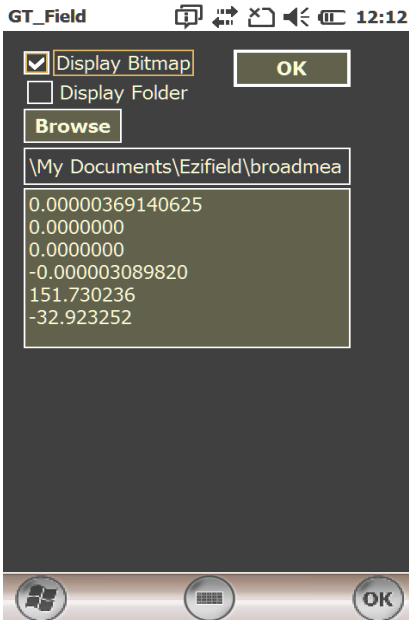 GT_Field 12:12
Display Bitmap OK
Display Folder
Browse
\My Documents\Ezifield\broadmea
0.00000369140625
0.0000000
0.0000000
-0.000003089820
151.730236
-32.923252
OK